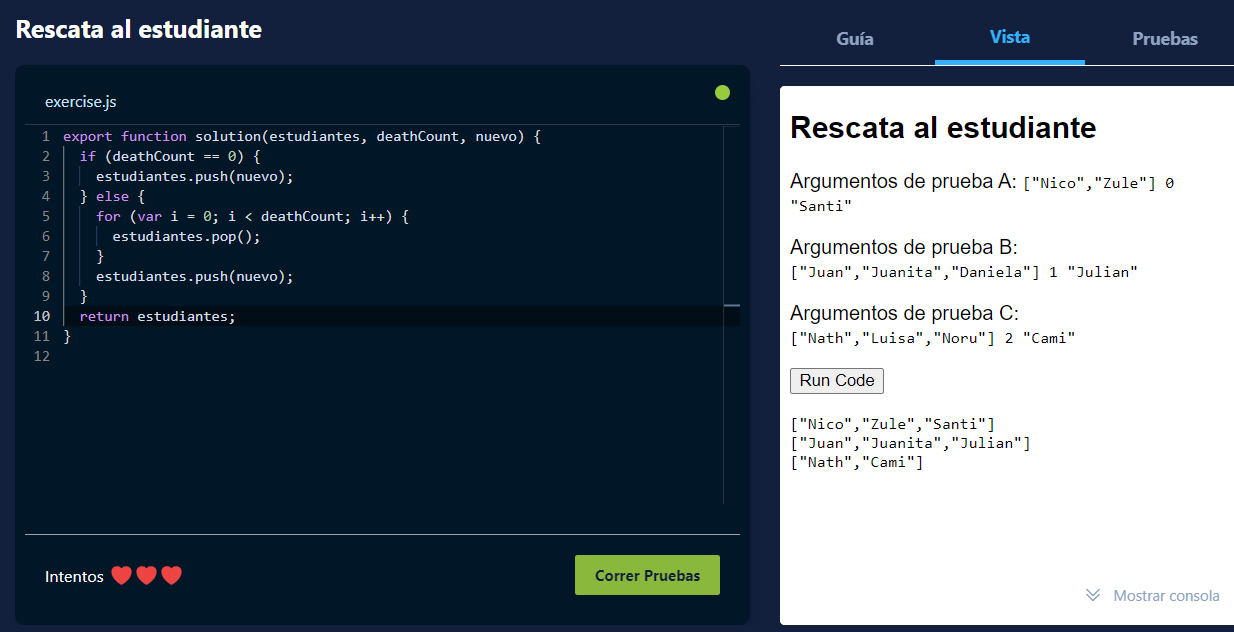 Rescata al estudiante
Guía
Vista
Pruebas
exercise.js
1 export function solution(estudiantes, deathCount, nuevo) {
2 if (deathCount == 0) {
3 estudiantes.push(nuevo);
4 } else {
5 for (var i = 0; i < deathCount; i++) {
6 estudiantes.pop();
7 }
8 estudiantes.push(nuevo);
9 }
10 return estudiantes;
11 }
12
Intentos
Correr Pruebas
Rescata al estudiante
Argumentos de prueba A: ["Nico","Zule"] 0
"Santi"
Argumentos de prueba B:
["Juan","Juanita","Daniela"] 1 "Julian"
Argumentos de prueba C:
["Nath","Luisa","Noru"] 2 "Cami"
Run Code
["Nico","Zule","Santi"]
["Juan","Juanita","Julian"]
["Nath","Cami"]
Mostrar consola